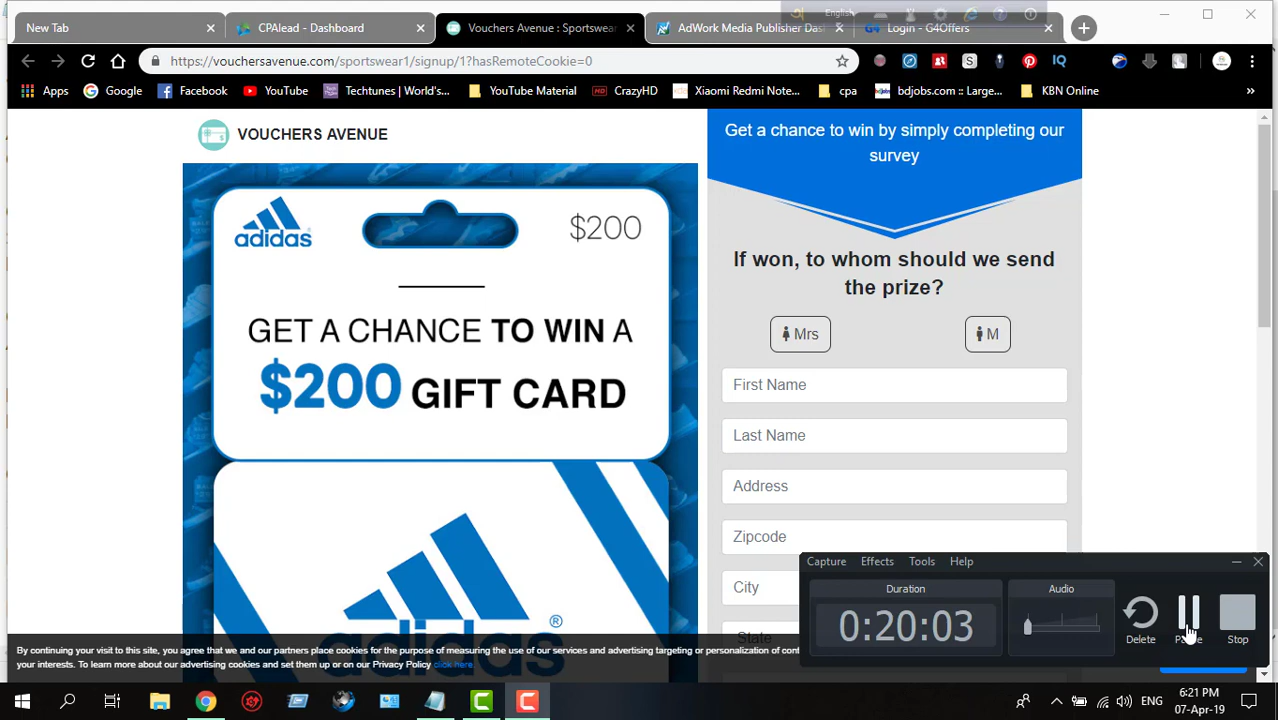 New Tab
CPAlead - Dashboard
Vouchers Avenue : Sportswear
AdWork Media Publisher Das
Login - G4Offers
English
https://vouchersavenue.com/sportswear1/signup/1?hasRemoteCookie=0
Apps
Google
Facebook
YouTube
Techtunes | World's...
YouTube Material
HD CrazyHD
Xiaomi Redmi Note...
cpa
bdjobs.com :: Large...
KBN Online
VOUCHERS AVENUE
adidas
$200
GET A CHANCE TO WIN A
$200 GIFT CARD
adidas ®
Get a chance to win by simply completing our
survey
If won, to whom should we send
the prize?
Mrs
M
First Name
Last Name
Address
Zipcode
City
State
Capture
Effects
Tools
Help
Duration
0:20:03
Audio
Delete
Pause
Stop
By continuing your visit to this site, you agree that we and our partners place cookies for the purpose of measuring the use of our services and advertising targeting or personalization of cont
your interests. To learn more about our advertising cookies and set them up or on our Privacy Policy click here.
ENG
6:21 PM
07-Apr-19